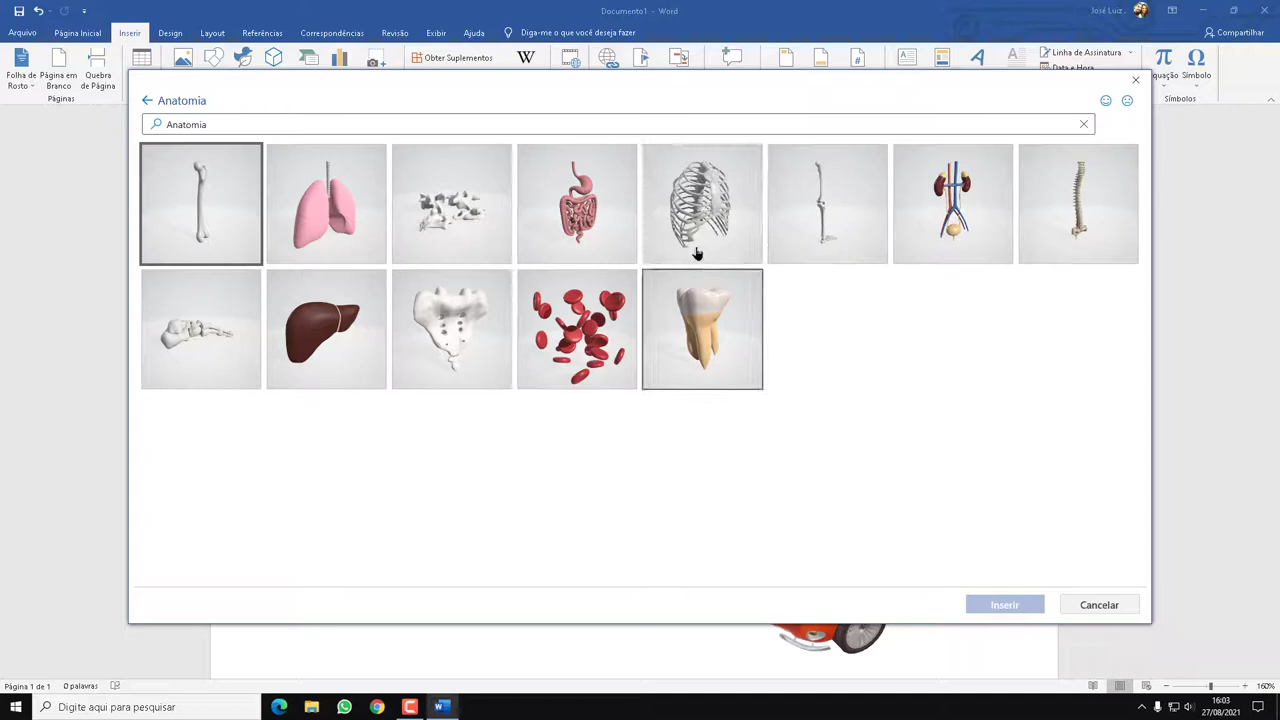 Documento1 - Word
José Luiz .
Arquivo Página Inicial Inserir Design Layout Referências Correspondências Revisão Exibir Ajuda Diga-me o que você deseja fazer Compartilhar
Folha de Rosto
Página em Branco
Quebra de Página
Páginas
Obter Suplementos
Linha de Assinatura
Data e Hora
Símbolo
Símbolos
Anatomia
Anatomia
Inserir
Cancelar
Página 1 de 1 0 palavras
160%
Digite aqui para pesquisar
16:03
27/08/2021